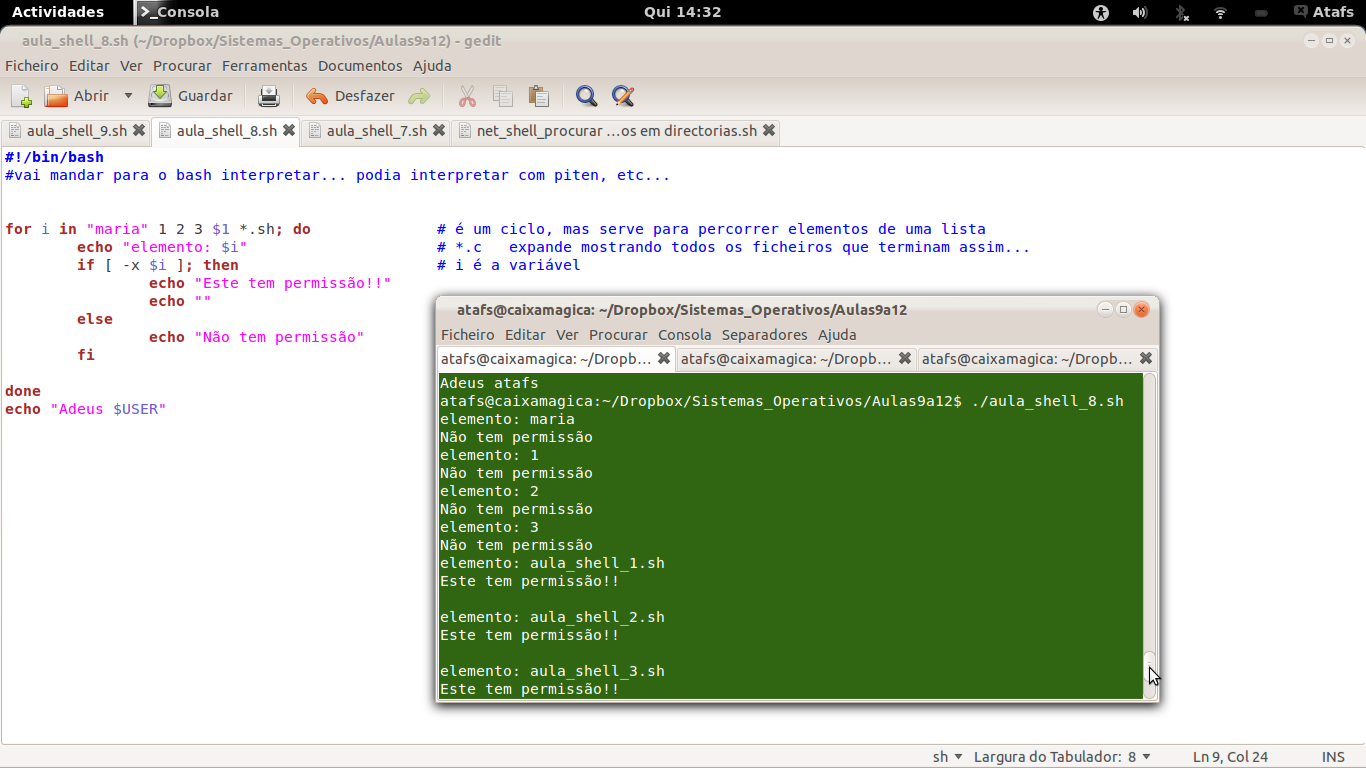 Actividades
Consola
Qui 14:32
Atafs
aula_shell_8.sh (~/Dropbox/Sistemas_Operativos/Aulas9a12) - gedit
Ficheiro Editar Ver Procurar Ferramentas Documentos Ajuda
Abrir Guardar Desfazer
aula_shell_9.sh aula_shell_8.sh aula_shell_7.sh net_shell_procurar ...os em directorias.sh
#!/bin/bash
#vai mandar para o bash interpretar... podia interpretar com piten, etc...
for i in "maria" 1 2 3 $1 *.sh; do # é um ciclo, mas serve para percorrer elementos de uma lista
echo "elemento: $i" # *.c expande mostrando todos os ficheiros que terminam assim...
if [ -x $i ]; then # i é a variável
echo "Este tem permissão!!"
echo ""
else
echo "Não tem permissão"
fi
done
echo "Adeus $USER"
atafs@caixamagica: ~/Dropbox/Sistemas_Operativos/Aulas9a12
Ficheiro Editar Ver Procurar Consola Separadores Ajuda
atafs@caixamagica: ~/Dropb... atafs@caixamagica: ~/Dropb... atafs@caixamagica: ~/Dropb...
Adeus atafs
atafs@caixamagica:~/Dropbox/Sistemas_Operativos/Aulas9a12$ ./aula_shell_8.sh
elemento: maria
Não tem permissão
elemento: 1
Não tem permissão
elemento: 2
Não tem permissão
elemento: 3
Não tem permissão
elemento: aula_shell_1.sh
Este tem permissão!!
elemento: aula_shell_2.sh
Este tem permissão!!
elemento: aula_shell_3.sh
Este tem permissão!!
sh Largura do Tabulador: 8 Ln 9, Col 24 INS